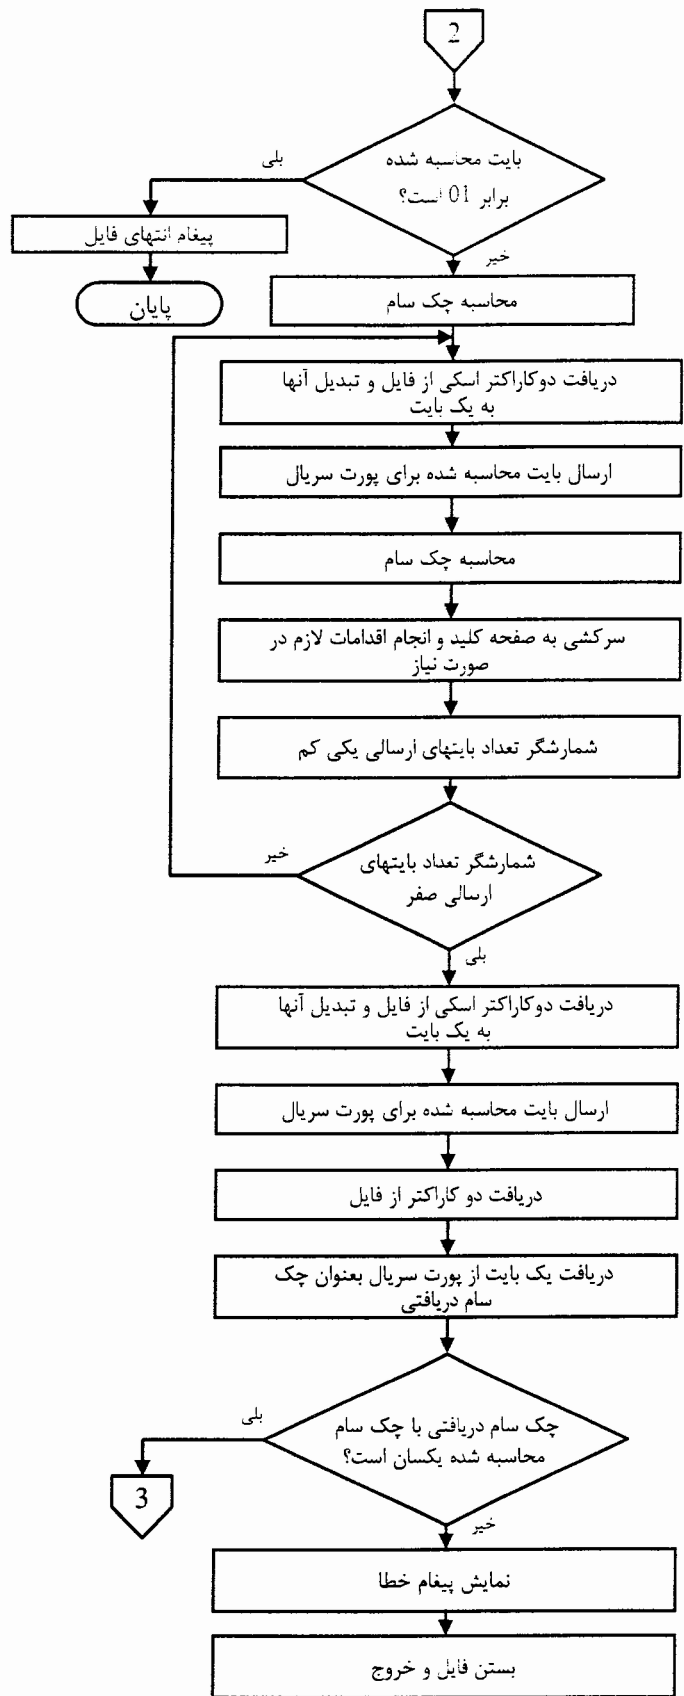 2
بایت محاسبه شده
برابر 01 است؟
بلی
پیغام انتهای فایل
پایان
خیر
محاسبه چک سام
دریافت دوکاراکتر اسکی از فایل و تبدیل آنها
به یک بایت
ارسال بایت محاسبه شده برای پورت سریال
محاسبه چک سام
سرکشی به صفحه کلید و انجام اقدامات لازم در
صورت نیاز
شمارشگر تعداد بایتهای ارسالی یکی کم
شمارشگر تعداد بایتهای
ارسالی صفر
خیر
بلی
دریافت دوکاراکتر اسکی از فایل و تبدیل آنها
به یک بایت
ارسال بایت محاسبه شده برای پورت سریال
دریافت دو کاراکتر از فایل
دریافت یک بایت از پورت سریال بعنوان چک
سام دریافتی
چک سام دریافتی با چک سام
محاسبه شده یکسان است؟
بلی
3
خیر
نمایش پیغام خطا
بستن فایل و خروج